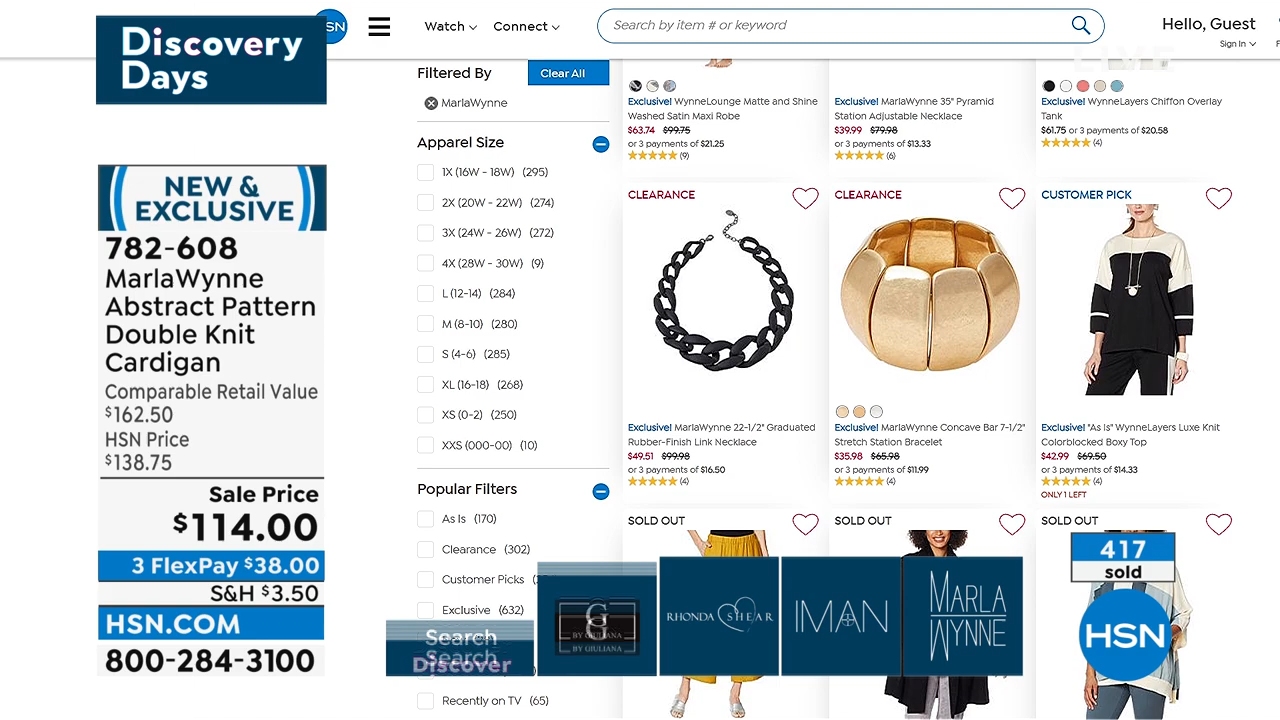 Discovery
Days
SN
Watch
Connect
Search by item # or keyword
Hello, Guest
Sign In
LIVE
NEW &
EXCLUSIVE
782-608
MarlaWynne
Abstract Pattern
Double Knit
Cardigan
Comparable Retail Value
$162.50
HSN Price
$138.75
Sale Price
$114.00
3 FlexPay $38.00
S&H $3.50
HSN.COM
800-284-3100
Filtered By
Clear All
MarlaWynne
Apparel Size
1X (16W - 18W) (295)
2X (20W - 22W) (274)
3X (24W - 26W) (272)
4X (28W - 30W) (9)
L (12-14) (284)
M (8-10) (280)
S (4-6) (285)
XL (16-18) (268)
XS (0-2) (250)
XXS (000-00) (10)
Popular Filters
As Is (170)
Clearance (302)
Customer Picks
Exclusive (632)
Recently on TV (65)
Exclusive! WynneLounge Matte and Shine
Washed Satin Maxi Robe
$63.74 $99.75
or 3 payments of $21.25
(9)
Exclusive! MarlaWynne 35" Pyramid
Station Adjustable Necklace
$39.99 $79.98
or 3 payments of $13.33
(6)
Exclusive! WynneLayers Chiffon Overlay
Tank
$61.75 or 3 payments of $20.58
(4)
CLEARANCE
Exclusive! MarlaWynne 22-1/2" Graduated
Rubber-Finish Link Necklace
$49.51 $99.98
or 3 payments of $16.50
(4)
CLEARANCE
Exclusive! MarlaWynne Concave Bar 7-1/2"
Stretch Station Bracelet
$35.98 $65.98
or 3 payments of $11.99
(4)
CUSTOMER PICK
Exclusive! "As Is" WynneLayers Luxe Knit
Colorblocked Boxy Top
$42.99 $69.50
or 3 payments of $14.33
(4)
ONLY 1 LEFT
SOLD OUT
SOLD OUT
SOLD OUT
Search
Search
Discover
G
BY GIULIANA
BY GIULIANA
RHONDA SHEAR
IMAN
MARLA
WYNNE
417
sold
HSN